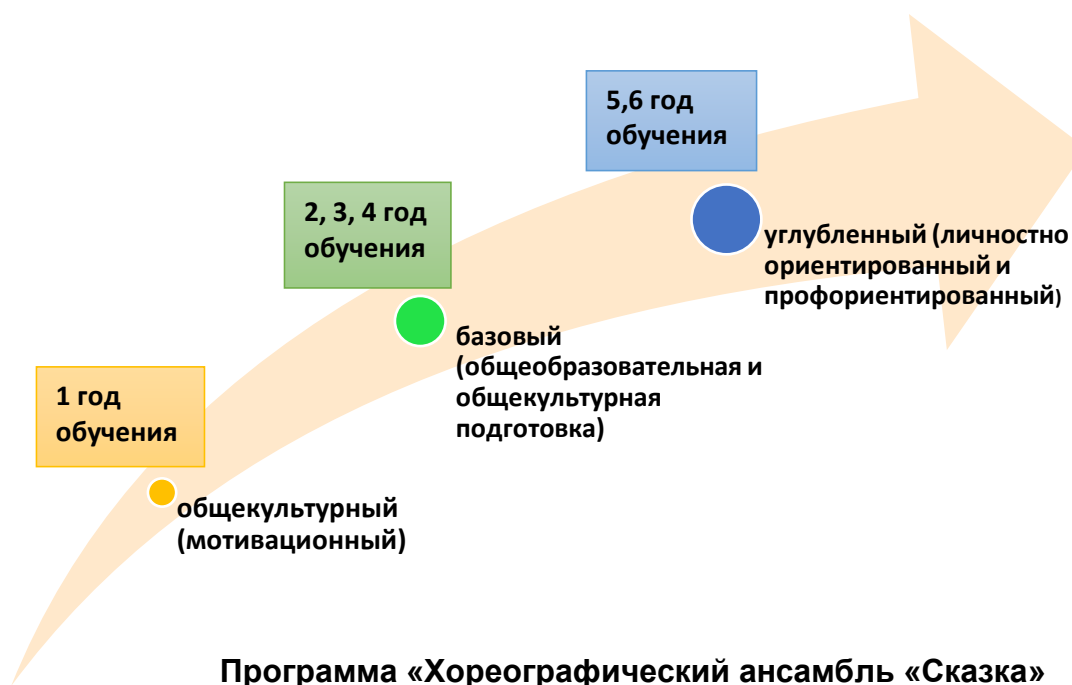 5,6 год
обучения
2, 3, 4 год
обучения
углубленный (личностно
ориентированный и
профориентированный)
базовый
(общеобразовательная и
общекультурная
подготовка)
1 год
обучения
общекультурный
(мотивационный)
Программа «Хореографический ансамбль «Сказка»